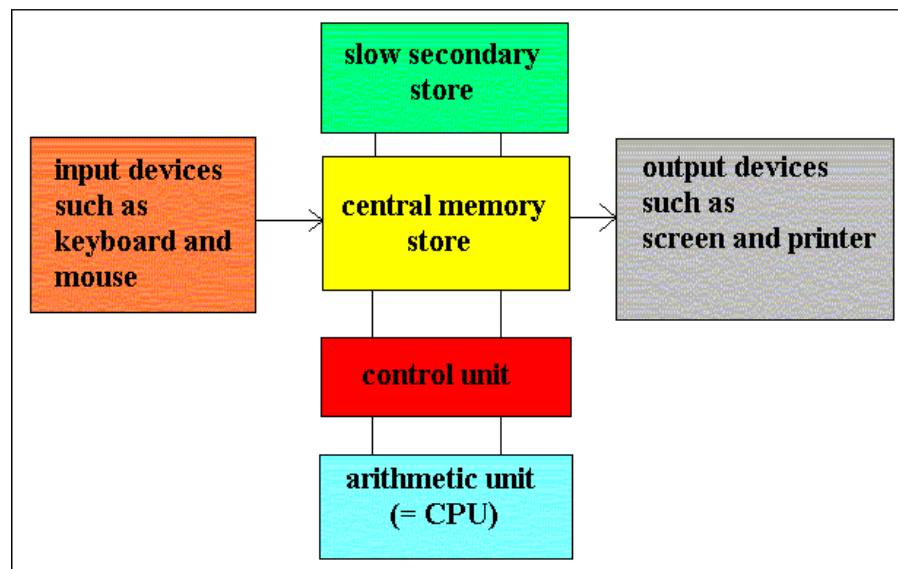 slow secondary
store
input devices
such as
keyboard and
mouse
central memory
store
output devices
such as
screen and printer
control unit
arithmetic unit
(= CPU)